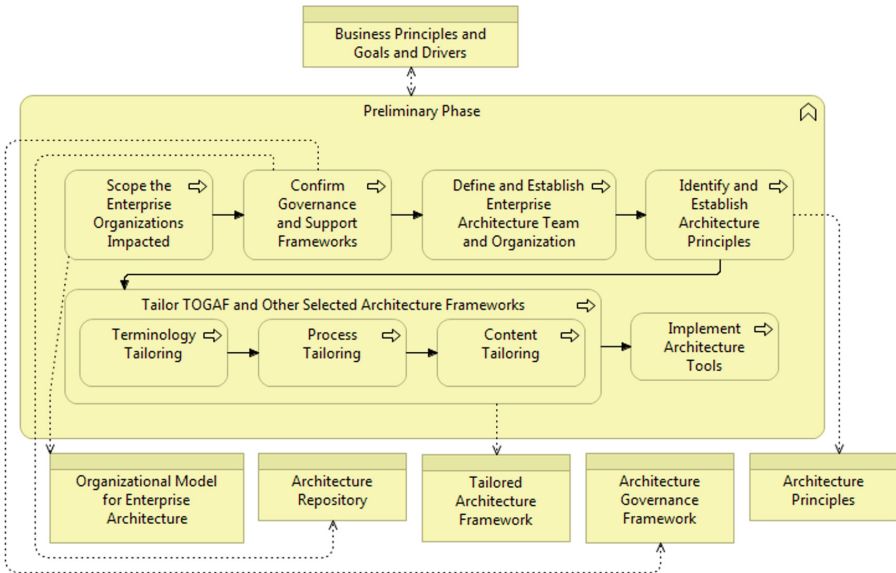 Business Principles and
Goals and Drivers
Preliminary Phase
Scope the
Enterprise
Organizations
Impacted
Confirm
Governance
and Support
Frameworks
Define and Establish
Enterprise
Architecture Team
and Organization
Identify and
Establish
Architecture
Principles
Tailor TOGAF and Other Selected Architecture Frameworks
Terminology
Tailoring
Process
Tailoring
Content
Tailoring
Implement
Architecture
Tools
Organizational Model
for Enterprise
Architecture
Architecture
Repository
Tailored
Architecture
Framework
Architecture
Governance
Framework
Architecture
Principles